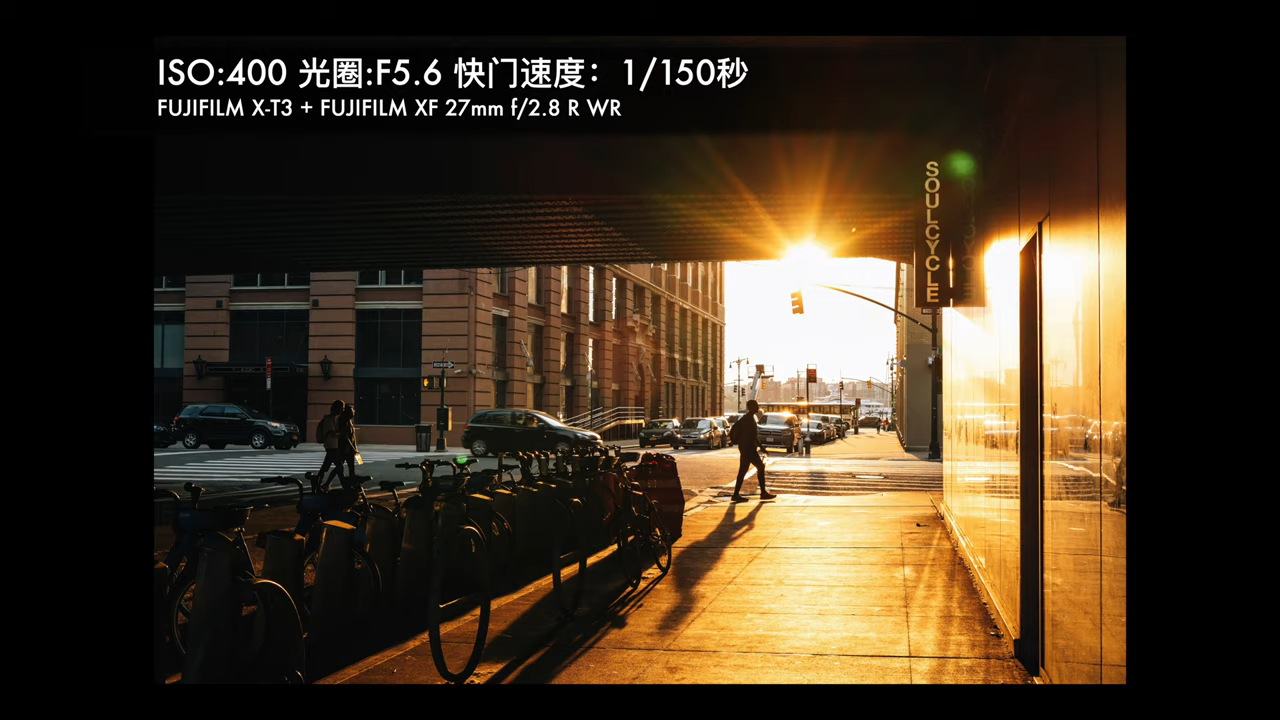 ISO:400 光圈:F5.6 快门速度：1/150秒
FUJIFILM X-T3 + FUJIFILM XF 27mm f/2.8 R WR
SOULCYCLE